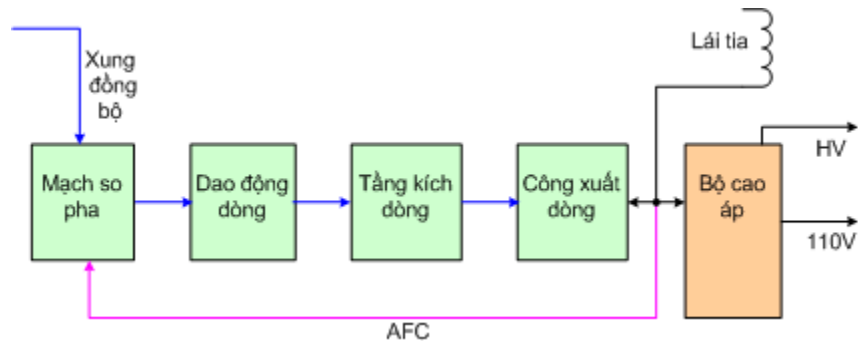 Lái tia
Xung
đồng
bộ
Mạch so
pha
Dao động
dòng
Tầng kích
dòng
Công xuất
dòng
Bộ cao
áp
HV
110V
AFC